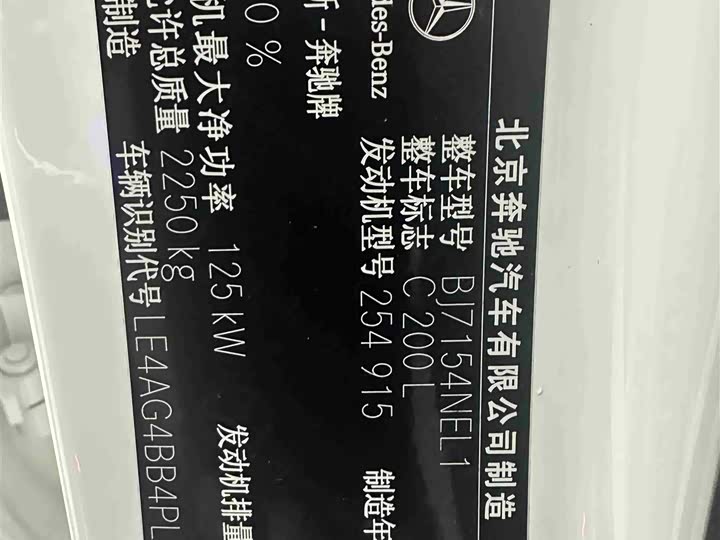 北京奔驰汽车有限公司制造
整车型号 BJ7154NEL1
整车标志 C 200 L
发动机型号 254 915 制造年
des-Benz
斤-奔驰牌
0 %
机最大净功率 125 kW 发动机排量
允许总质量 2250 kg
车辆识别代号 LE4AG4BB4PL
制造